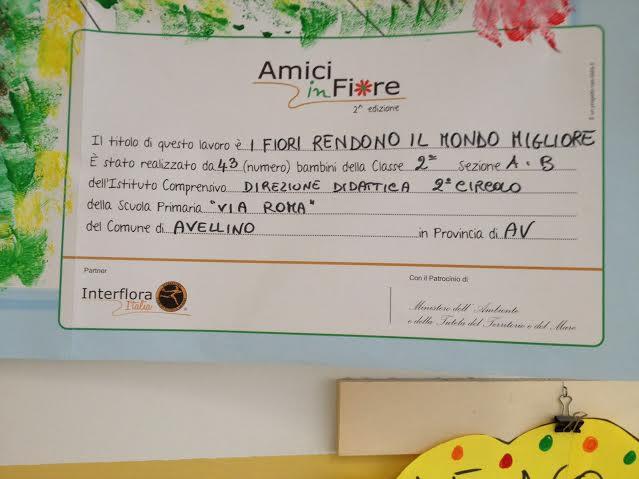 Amici
in Fiore
2ª edizione
Il titolo di questo lavoro è I FIORI RENDONO IL MONDO MIGLIORE
È stato realizzato da 43 (numero) bambini della Classe 2ª Sezione A - B
dell'Istituto Comprensivo DIREZIONE DIDATTICA 2° CIRCOLO
della Scuola Primaria "VIA ROMA"
del Comune di AVELLINO in Provincia di AV
Partner
Interflora
Italia
Con il Patrocinio di
Ministero dell'Ambiente
e della Tutela del Territorio e del Mare